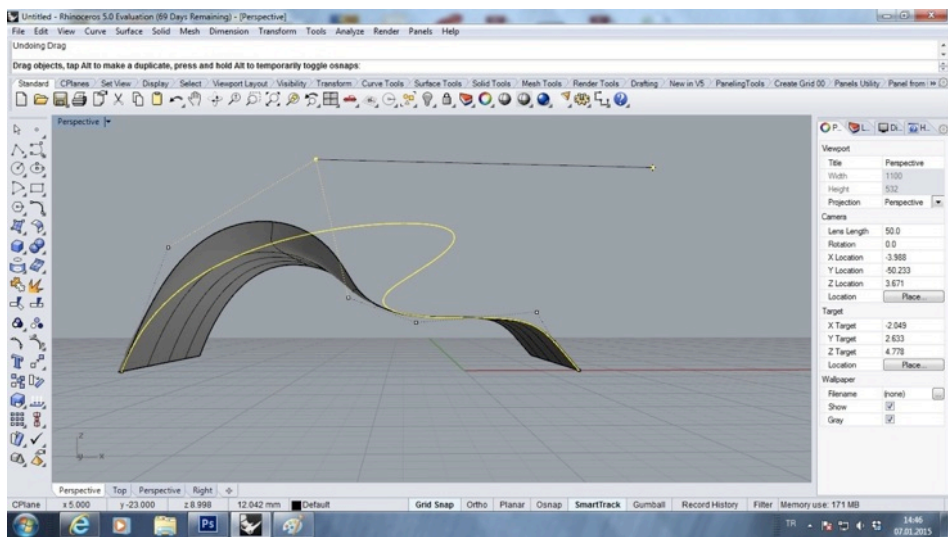 Untitled - Rhinoceros 5.0 Evaluation (69 Days Remaining) - [Perspective]
File Edit View Curve Surface Solid Mesh Dimension Transform Tools Analyze Render Panels Help
Undoing Drag
Drag objects, tap Alt to make a duplicate, press and hold Alt to temporarily toggle osnaps:
Standard CPlanes Set View Display Select Viewport Layout Visibility Transform Curve Tools Surface Tools Solid Tools Mesh Tools Render Tools Drafting New in V5 PanelingTools Create Grid 00 Panels Utility Panel from
Perspective
P.. L.. Di.. H..
Viewport
Title Perspective
Width 1100
Height 532
Projection Perspective
Camera
Lens Length 50.0
Rotation 0.0
X Location -3.988
Y Location -50.233
Z Location 3.671
Location Place...
Target
X Target -2.049
Y Target 2.633
Z Target 4.778
Location Place...
Wallpaper
Filename (none)
Show
Gray
z
y x
Perspective Top Perspective Right
CPlane x 5.000 y -23.000 z 8.998 12.042 mm Default Grid Snap Ortho Planar Osnap SmartTrack Gumball Record History Filter Memory use: 171 MB
Ps
TR 14:46
07.01.2015